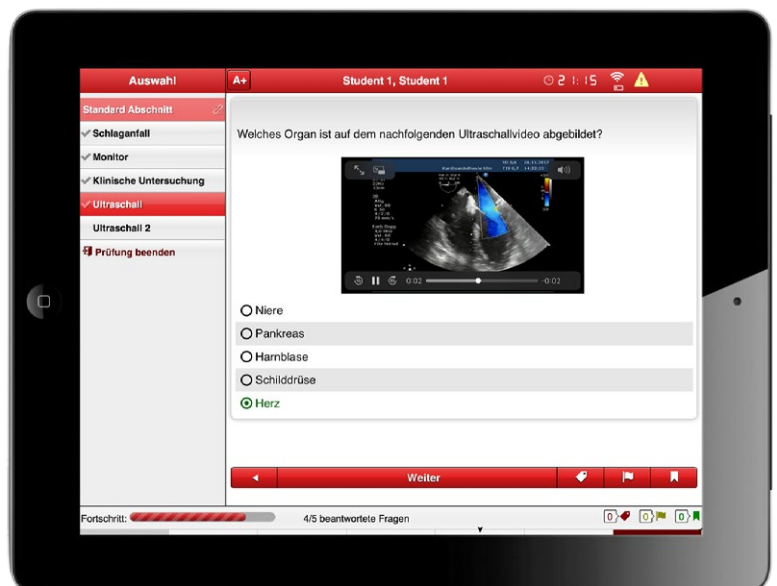 Auswahl
A+
Student 1, Student 1
21:15
Standard Abschnitt
Schlaganfall
Monitor
Klinische Untersuchung
Ultraschall
Ultraschall 2
Prüfung beenden
Welches Organ ist auf dem nachfolgenden Ultraschallvideo abgebildet?
0:02
-0:02
Niere
Pankreas
Harnblase
Schilddrüse
Herz
Weiter
Fortschritt:
4/5 beantwortete Fragen
0
0
0